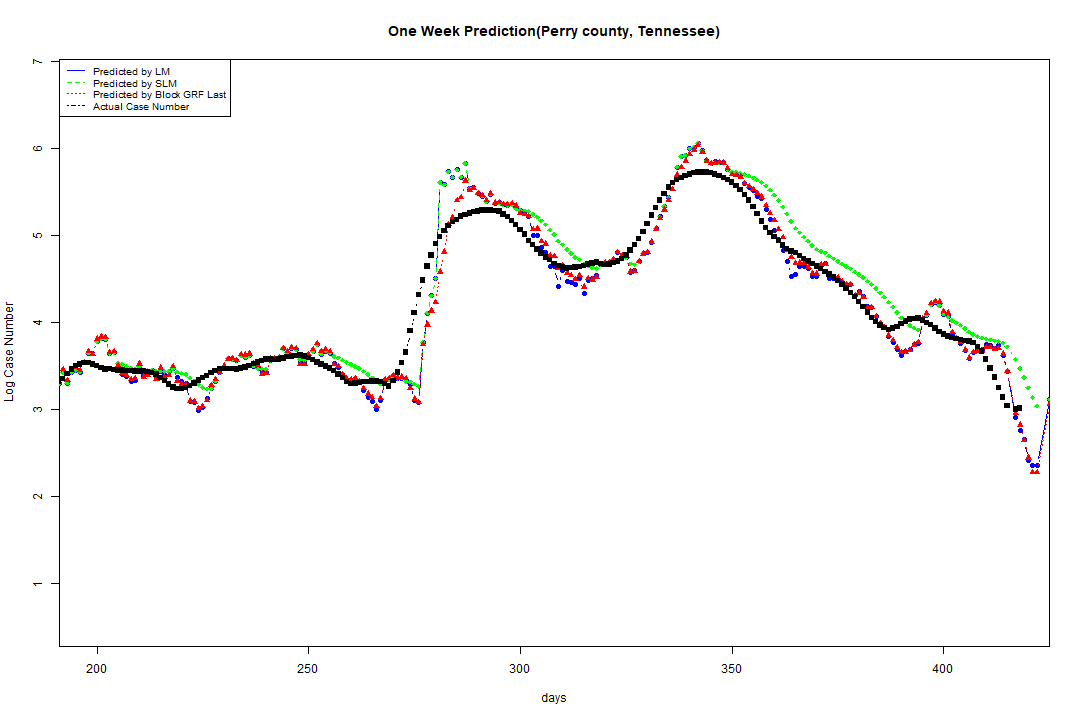 One Week Prediction(Perry county, Tennessee)
Predicted by LM
Predicted by SLM
Predicted by Block GRF Last
Actual Case Number
7
6
5
4
3
2
1
Log Case Number
200 250 300 350 400
days